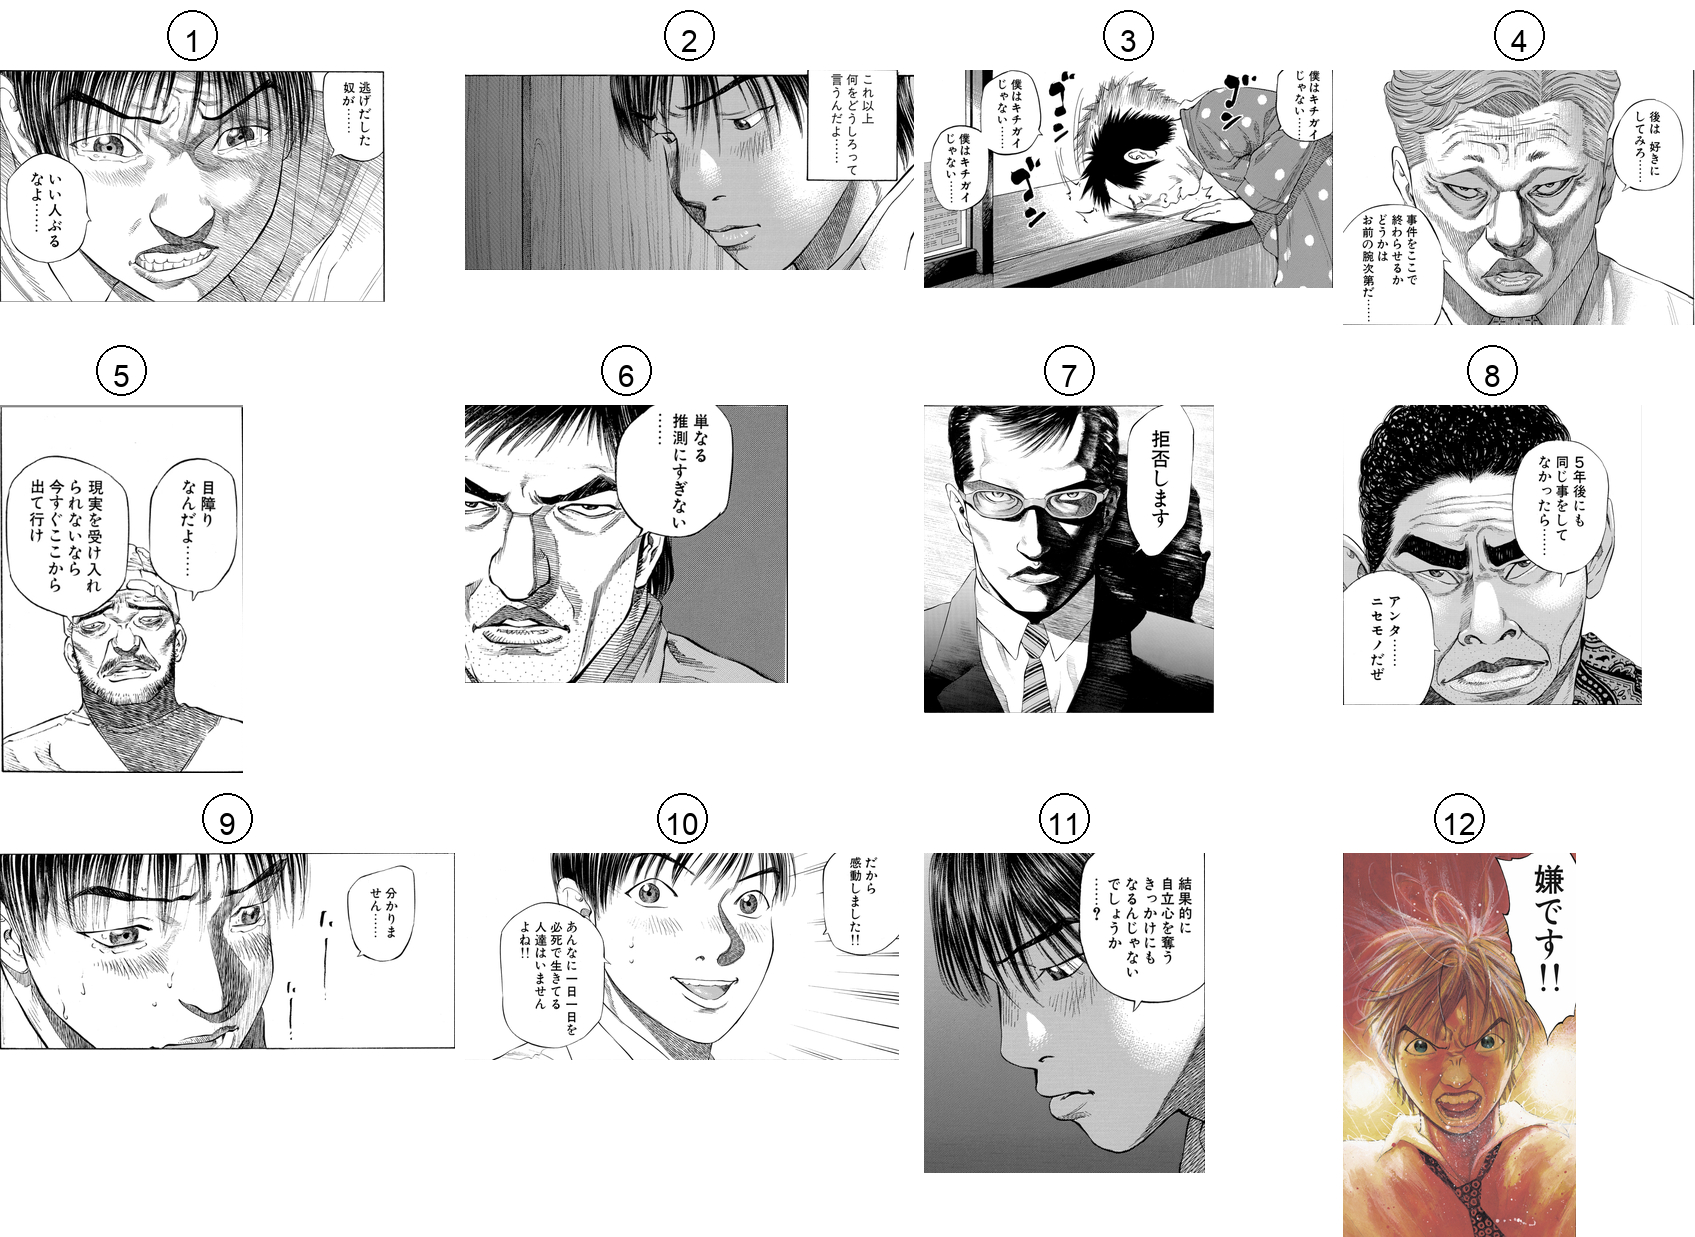 1
逃げだした
奴が……
いい人ぶる
なよ……
2
これ以上
何をどうしろって
言うんだよ……
3
僕はキチガイ
じゃない……
僕はキチガイ
じゃない……
僕はキチガイ
じゃない……
ゴン
ゴン
ゴン
4
後は 好きに
してみろ……
事件をここで
終わらせるか
どうかは
お前の腕次第だ……
5
目障り
なんだよ……
現実を受け入れ
られないなら
今すぐここから
出て行け
6
単なる
推測にすぎない
……
7
拒否します
8
5年後にも
同じ事をして
なかったら……
アンタ……
ニセモノだぜ
9
分かりま
せん……
10
だから
感動しました!!
あんなに一日一日を
必死で生きてる
人達はいません
よね!!
11
結果的に
自立心を奪う
きっかけにも
なるんじゃない
でしょうか
……?
12
嫌です!!